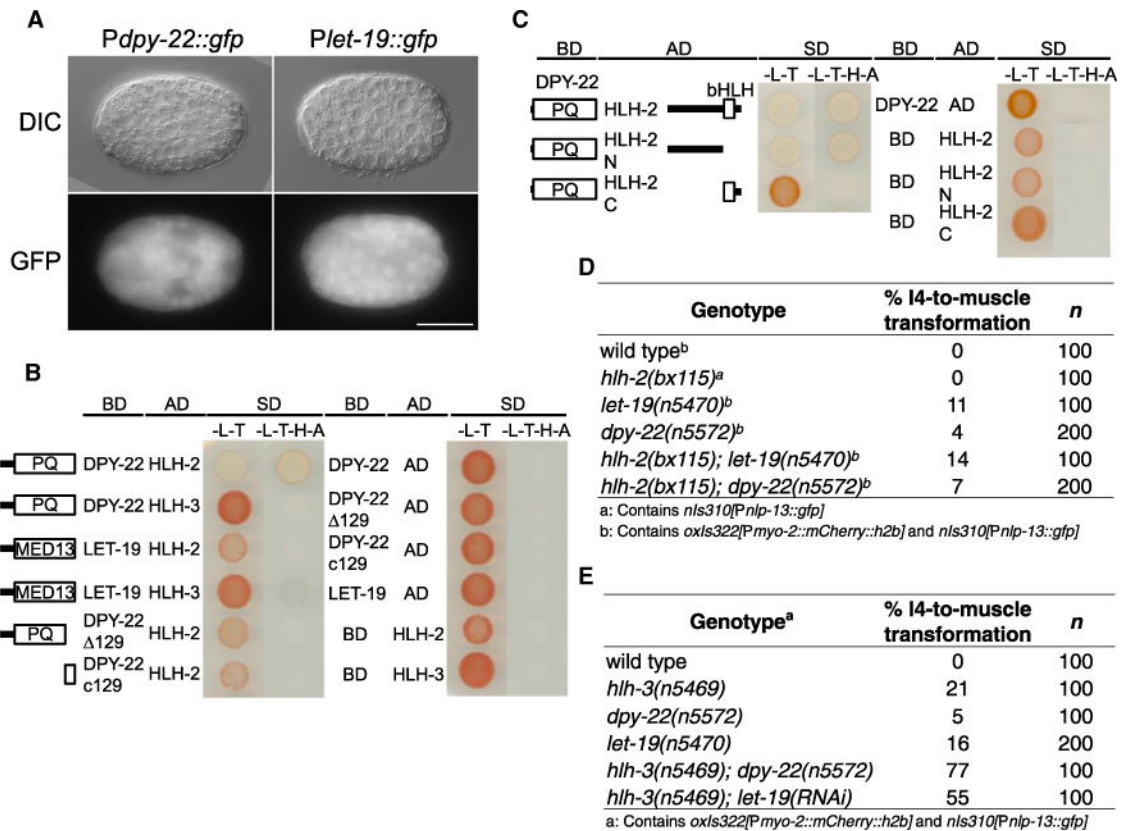 A
Pdpy-22::gfp Plet-19::gfp
DIC
GFP
B
BD AD SD BD AD SD
-L-T -L-T-H-A -L-T -L-T-H-A
PQ DPY-22 HLH-2 DPY-22 AD
PQ DPY-22 HLH-3 DPY-22 Δ129 AD
MED13 LET-19 HLH-2 DPY-22 c129 AD
MED13 LET-19 HLH-3 LET-19 AD
PQ DPY-22 Δ129 HLH-2 BD HLH-2
DPY-22 c129 HLH-2 BD HLH-3
C
BD AD SD BD AD SD
-L-T -L-T-H-A -L-T -L-T-H-A
DPY-22 bHLH
PQ HLH-2 DPY-22 AD
PQ HLH-2 N BD HLH-2
PQ HLH-2 C BD HLH-2 N
BD HLH-2 C
D
Genotype % I4-to-muscle transformation n
wild typeᵇ 0 100
hlh-2(bx115)ᵃ 0 100
let-19(n5470)ᵇ 11 100
dpy-22(n5572)ᵇ 4 200
hlh-2(bx115); let-19(n5470)ᵇ 14 100
hlh-2(bx115); dpy-22(n5572)ᵇ 7 200
a: Contains nIs310[Pnlp-13::gfp]
b: Contains oxIs322[Pmyo-2::mCherry::h2b] and nIs310[Pnlp-13::gfp]
E
Genotypeᵃ % I4-to-muscle transformation n
wild type 0 100
hlh-3(n5469) 21 100
dpy-22(n5572) 5 100
let-19(n5470) 16 200
hlh-3(n5469); dpy-22(n5572) 77 100
hlh-3(n5469); let-19(RNAi) 55 100
a: Contains oxIs322[Pmyo-2::mCherry::h2b] and nIs310[Pnlp-13::gfp]